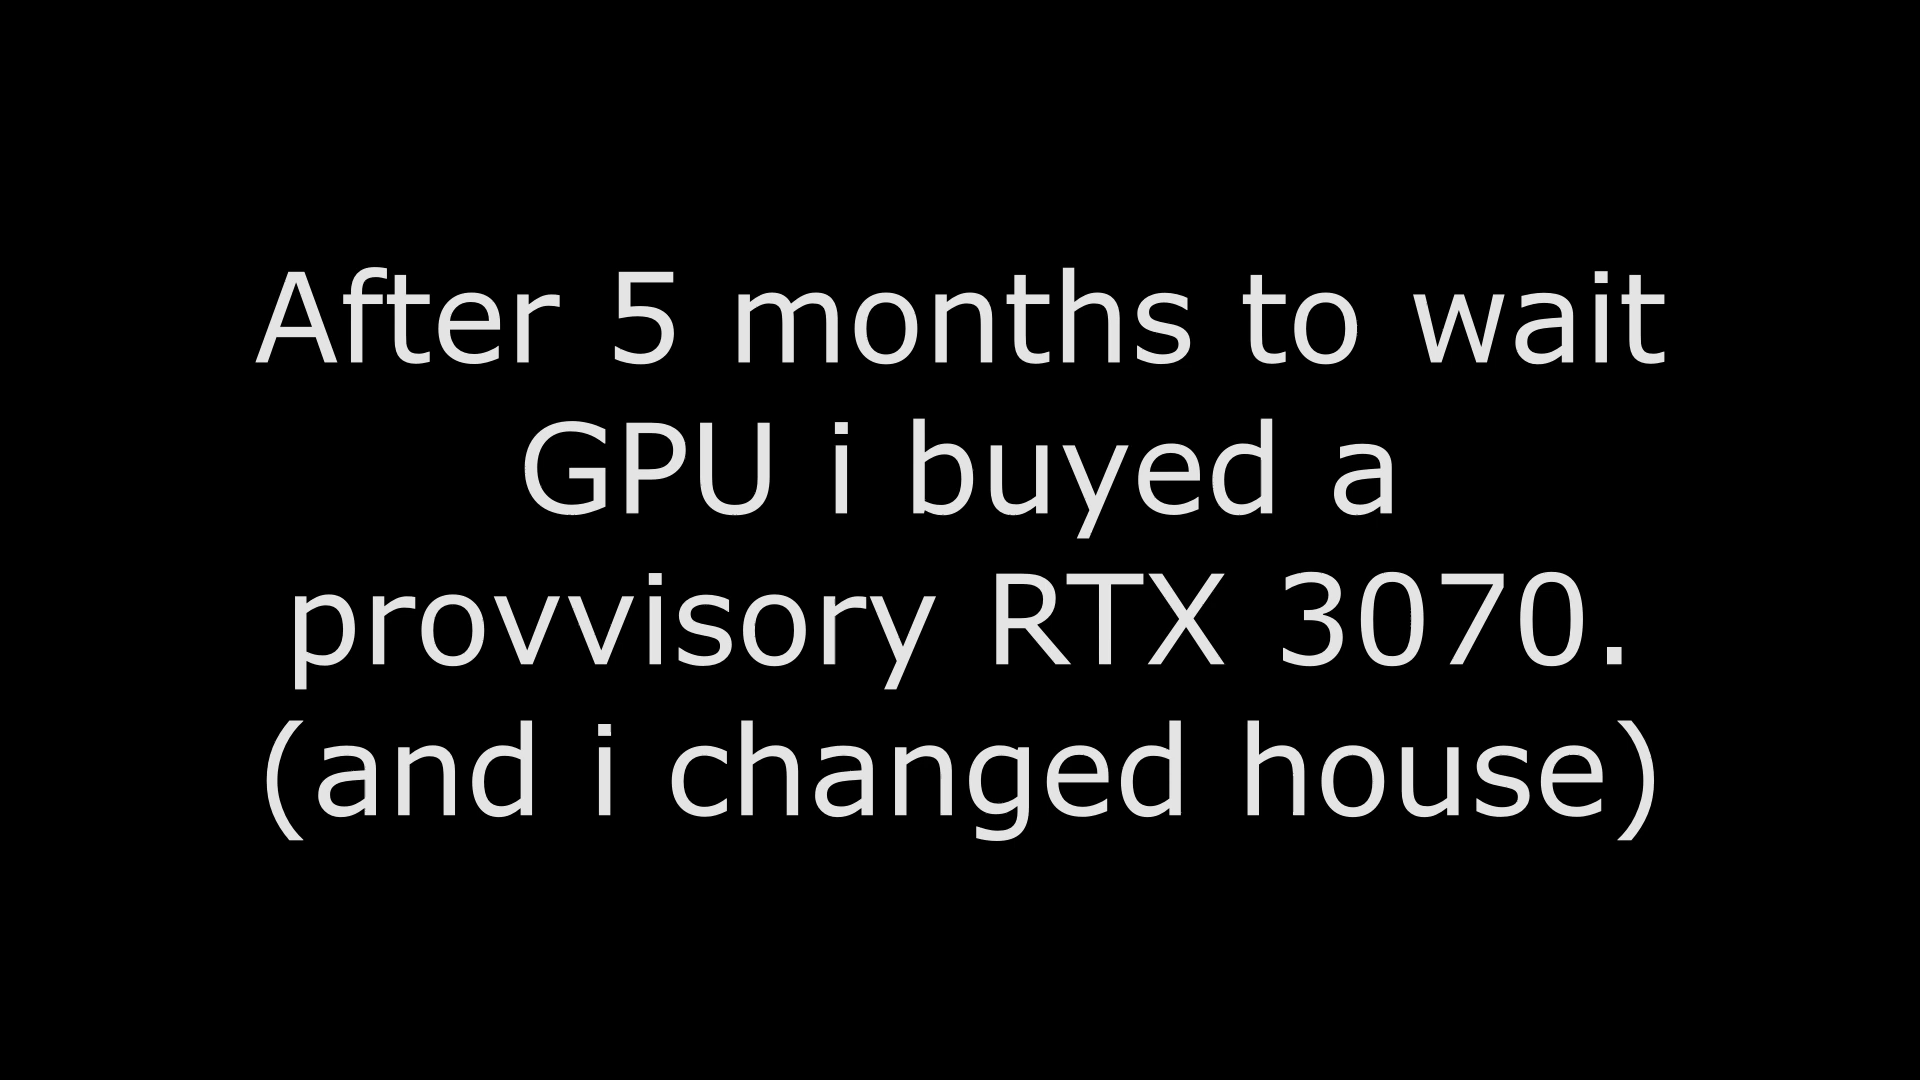 After 5 months to wait
GPU i buyed a
provvisory RTX 3070.
(and i changed house)